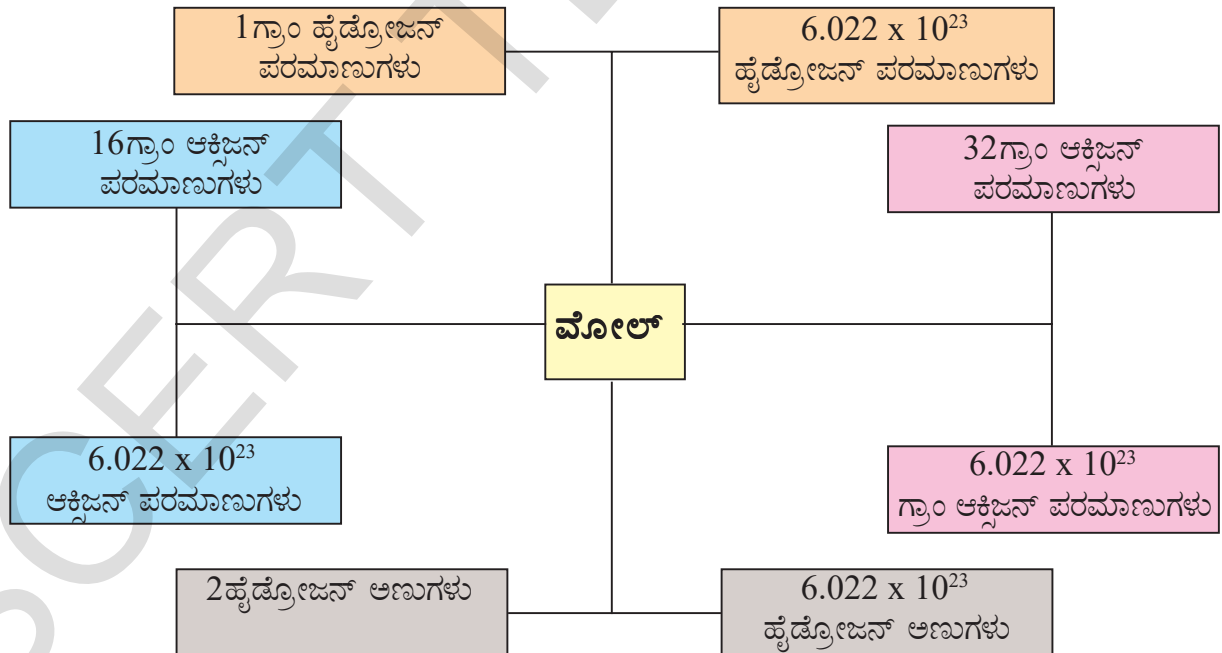 1ಗ್ರಾಂ ಹೈಡ್ರೋಜನ್
ಪರಮಾಣುಗಳು
6.022 x 10²³
ಹೈಡ್ರೋಜನ್ ಪರಮಾಣುಗಳು
16ಗ್ರಾಂ ಆಕ್ಸಿಜನ್
ಪರಮಾಣುಗಳು
32ಗ್ರಾಂ ಆಕ್ಸಿಜನ್
ಪರಮಾಣುಗಳು
ಮೋಲ್
6.022 x 10²³
ಆಕ್ಸಿಜನ್ ಪರಮಾಣುಗಳು
6.022 x 10²³
ಗ್ರಾಂ ಆಕ್ಸಿಜನ್ ಪರಮಾಣುಗಳು
2ಹೈಡ್ರೋಜನ್ ಅಣುಗಳು
6.022 x 10²³
ಹೈಡ್ರೋಜನ್ ಅಣುಗಳು
SCERT T